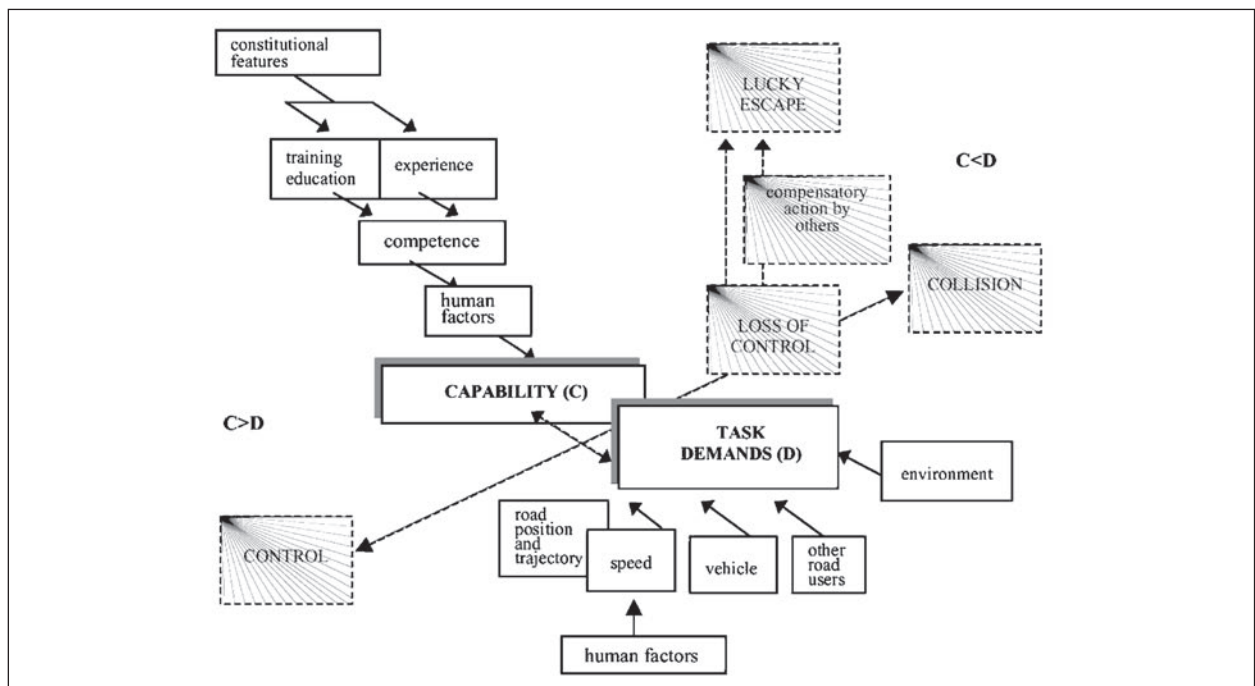 constitutional
features
training
education
experience
competence
human
factors
CAPABILITY (C)
C>D
LUCKY
ESCAPE
C<D
compensatory
action by
others
COLLISION
LOSS OF
CONTROL
TASK
DEMANDS (D)
environment
road
position
and
trajectory
speed
vehicle
other
road
users
CONTROL
human factors